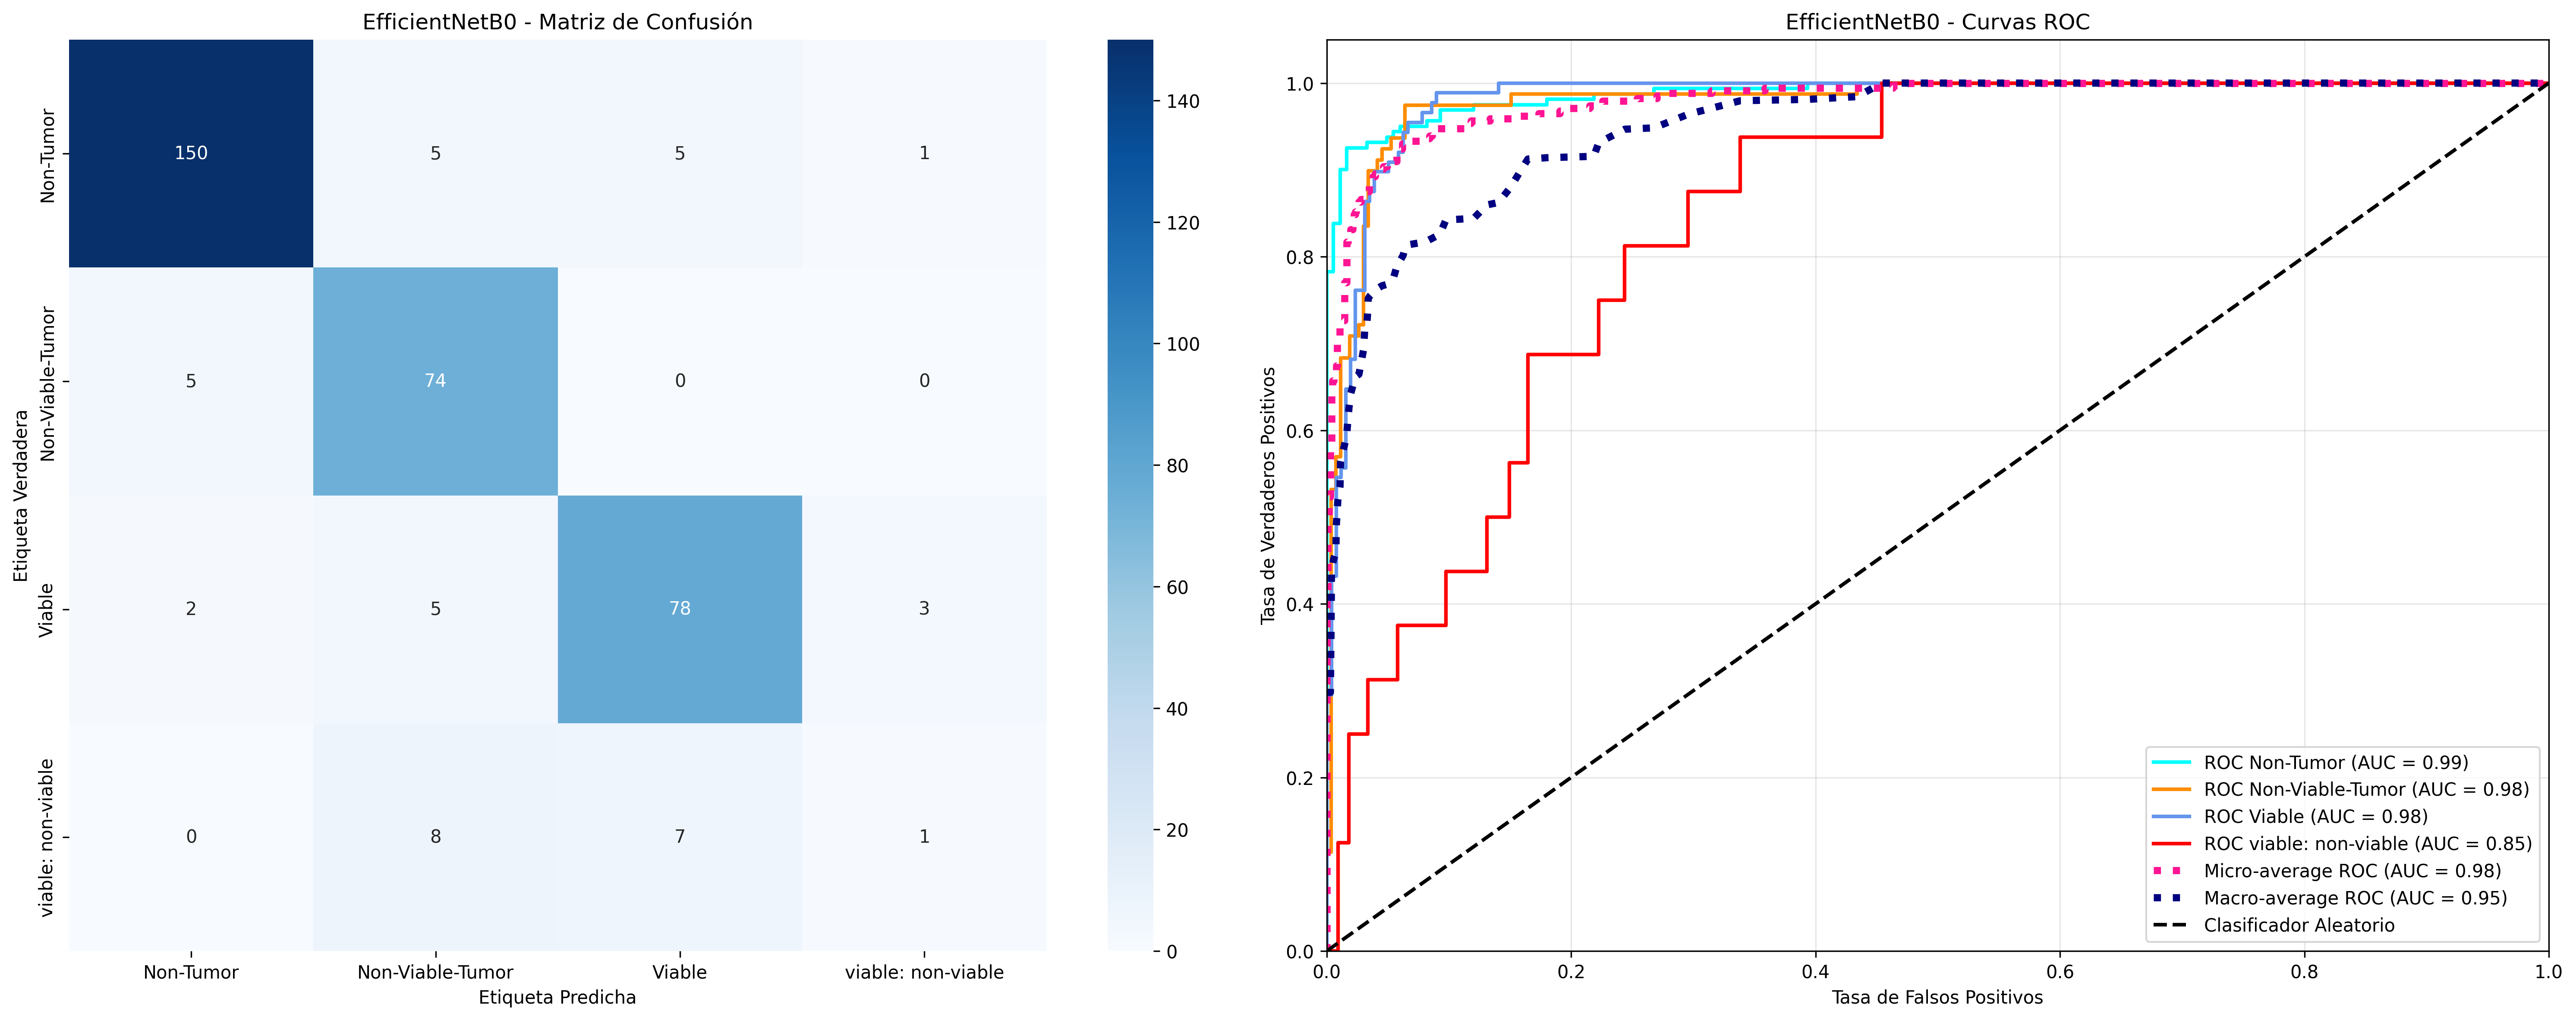 EfficientNetB0 - Matriz de Confusión
Etiqueta Verdadera
Non-Tumor
150 5 5 1
Non-Viable-Tumor
5 74 0 0
Viable
2 5 78 3
viable: non-viable
0 8 7 1
Non-Tumor Non-Viable-Tumor Viable viable: non-viable
Etiqueta Predicha
140
120
100
80
60
40
20
0
EfficientNetB0 - Curvas ROC
Tasa de Verdaderos Positivos
1.0
0.8
0.6
0.4
0.2
0.0
ROC Non-Tumor (AUC = 0.99)
ROC Non-Viable-Tumor (AUC = 0.98)
ROC Viable (AUC = 0.98)
ROC viable: non-viable (AUC = 0.85)
Micro-average ROC (AUC = 0.98)
Macro-average ROC (AUC = 0.95)
Clasificador Aleatorio
0.0 0.2 0.4 0.6 0.8 1.0
Tasa de Falsos Positivos